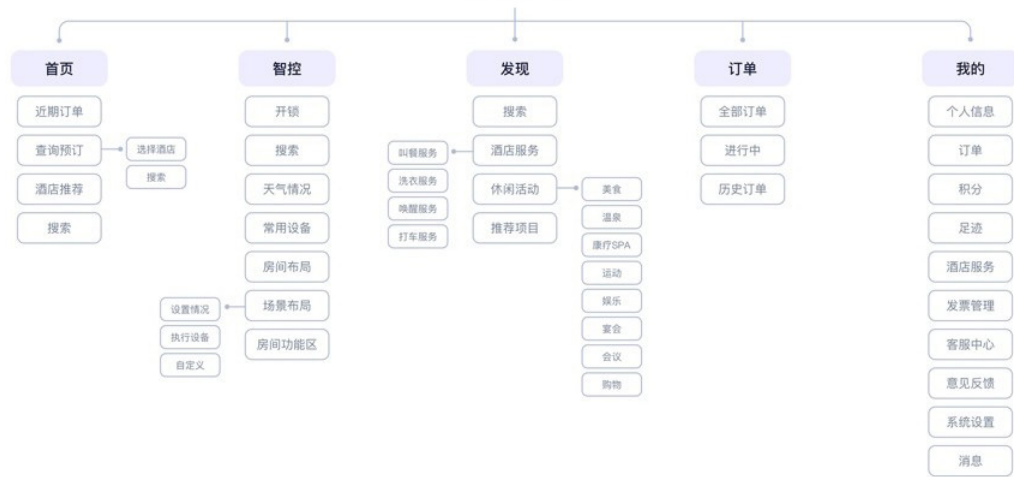 首页
近期订单
查询预订
选择酒店
搜索
酒店推荐
搜索
智控
开锁
搜索
天气情况
常用设备
房间布局
场景布局
设置情况
执行设备
自定义
房间功能区
发现
搜索
酒店服务
叫餐服务
洗衣服务
唤醒服务
打车服务
休闲活动
美食
温泉
康疗SPA
运动
娱乐
宴会
会议
购物
推荐项目
订单
全部订单
进行中
历史订单
我的
个人信息
订单
积分
足迹
酒店服务
发票管理
客服中心
意见反馈
系统设置
消息